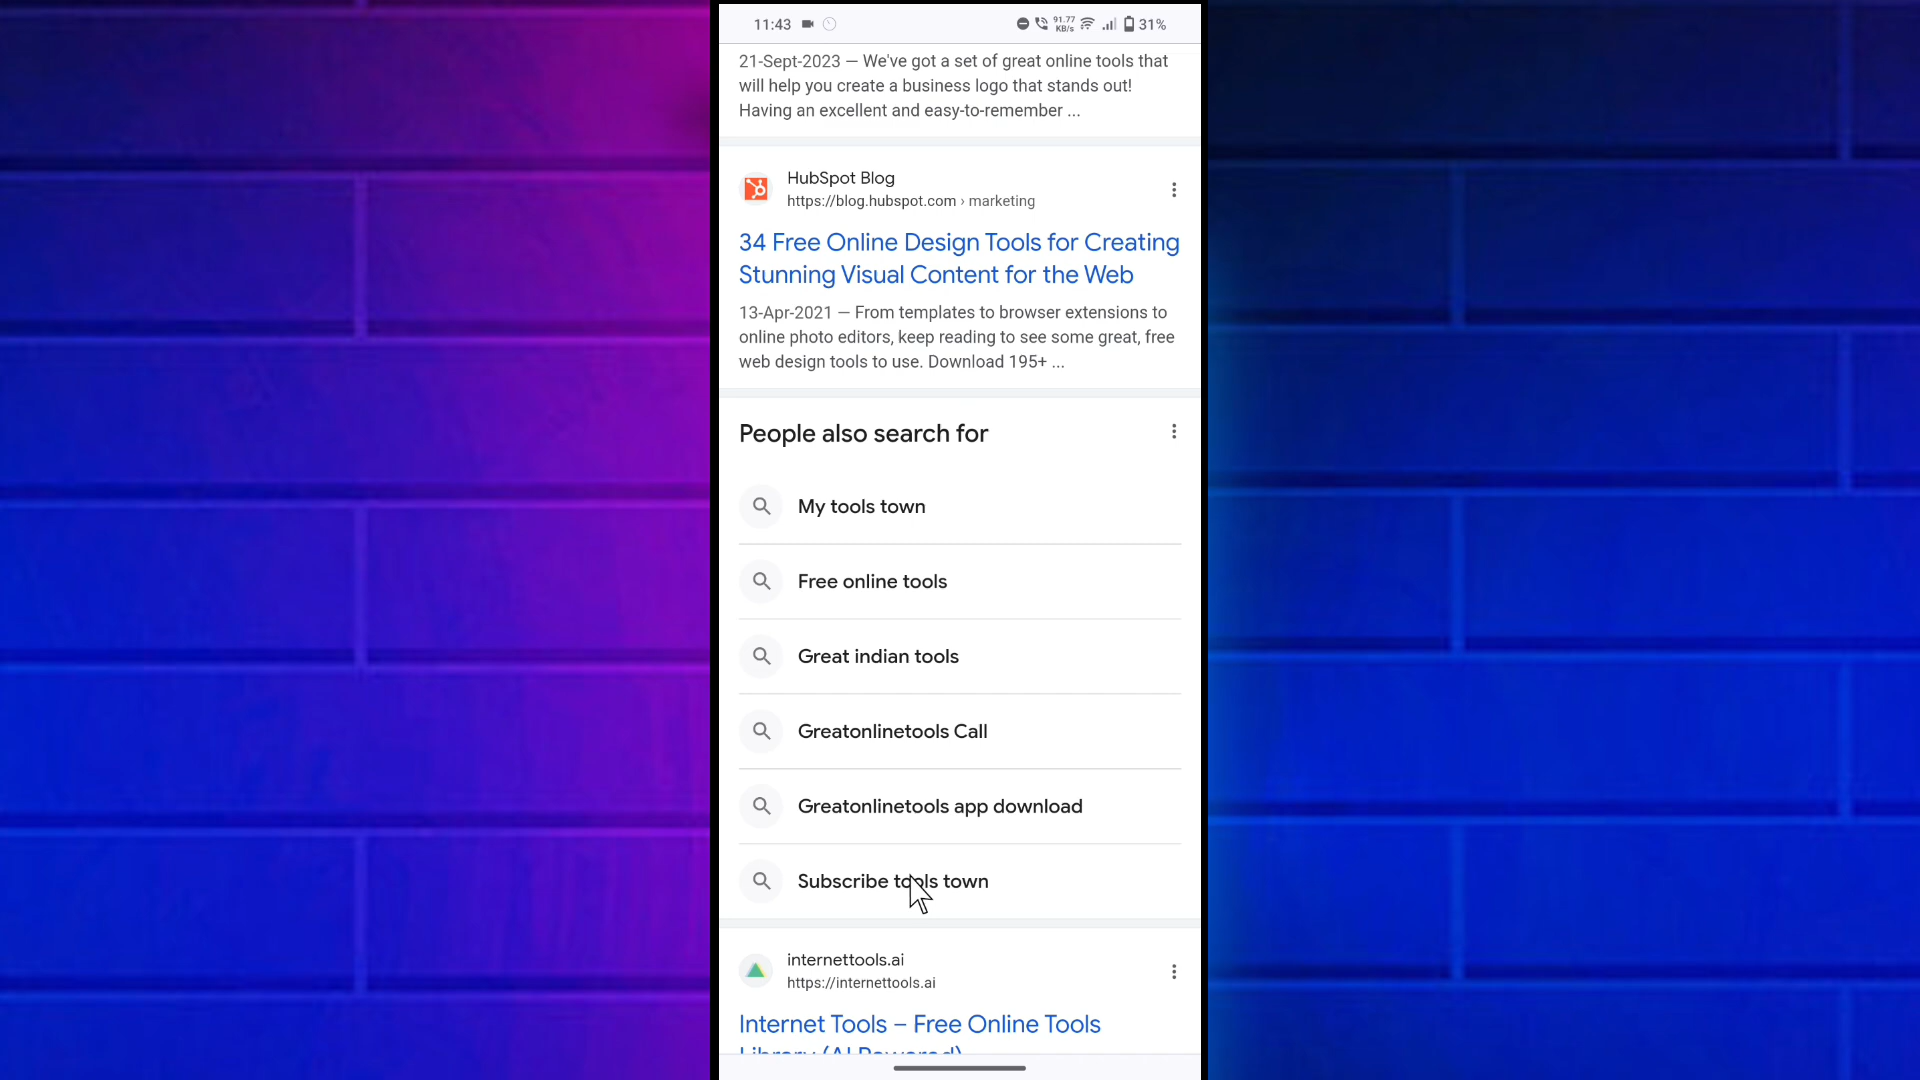 11:43 91.77 KB/s 31%
21-Sept-2023 — We've got a set of great online tools that
will help you create a business logo that stands out!
Having an excellent and easy-to-remember ...
HubSpot Blog
https://blog.hubspot.com › marketing
34 Free Online Design Tools for Creating
Stunning Visual Content for the Web
13-Apr-2021 — From templates to browser extensions to
online photo editors, keep reading to see some great, free
web design tools to use. Download 195+ ...
People also search for
My tools town
Free online tools
Great indian tools
Greatonlinetools Call
Greatonlinetools app download
Subscribe tools town
internettools.ai
https://internettools.ai
Internet Tools – Free Online Tools
Library (AI Powered)